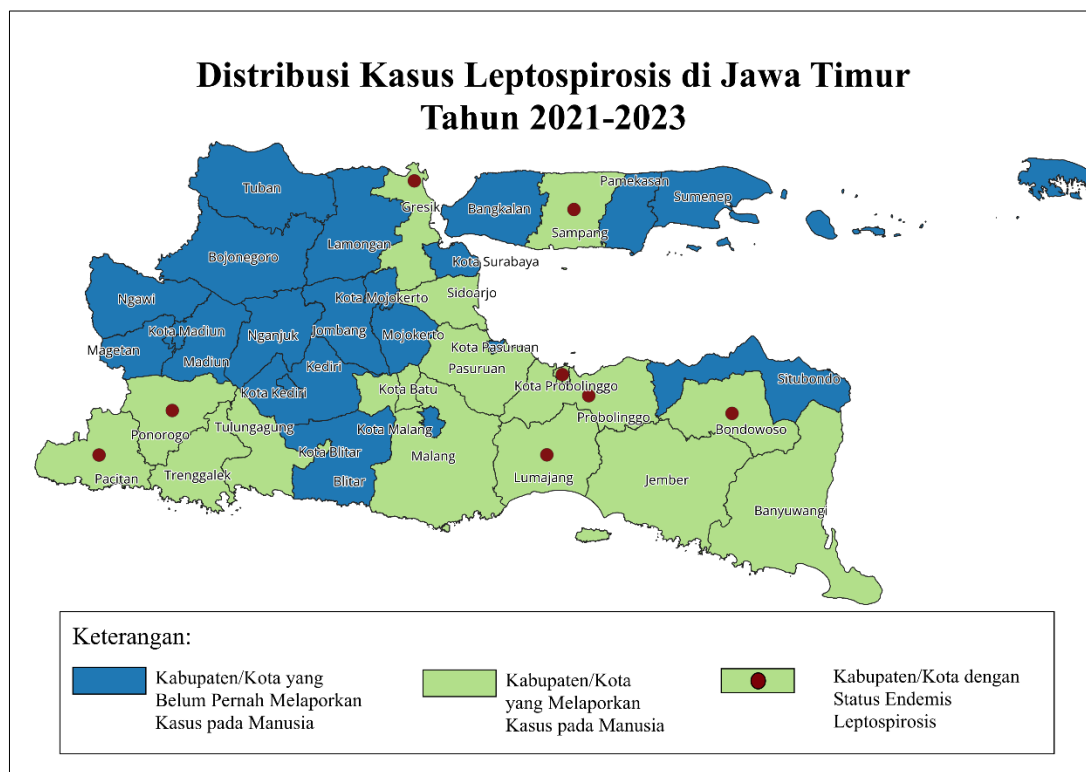 Distribusi Kasus Leptospirosis di Jawa Timur
Tahun 2021-2023
Tuban
Pamekasan
Sumenep
Gresik
Bangkalan
Sampang
Lamongan
Bojonegoro
Kota Surabaya
Ngawi
Kota Mojokerto
Sidoarjo
Kota Madiun
Nganjuk
Jombang
Mojokerto
Magetan
Madiun
Kota Pasuruan
Kediri
Pasuruan
Situbondo
Kota Kediri
Kota Batu
Kota Probolinggo
Probolinggo
Ponorogo
Tulungagung
Kota Malang
Bondowoso
Kota Blitar
Malang
Pacitan
Trenggalek
Blitar
Lumajang
Jember
Banyuwangi
Keterangan:
Kabupaten/Kota yang
Belum Pernah Melaporkan
Kasus pada Manusia
Kabupaten/Kota
yang Melaporkan
Kasus pada Manusia
Kabupaten/Kota dengan
Status Endemis
Leptospirosis